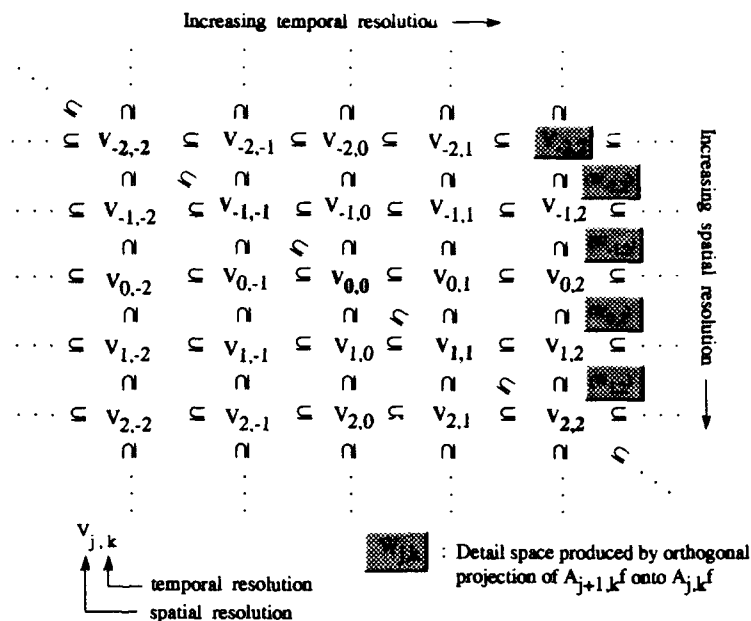 Increasing temporal resolution
· · · ⊆ V-2,-2 ⊆ V-2,-1 ⊆ V-2,0 ⊆ V-2,1 ⊆ ⊆ · · ·
· · · ⊆ V-1,-2 ⊆ V-1,-1 ⊆ V-1,0 ⊆ V-1,1 ⊆ V-1,2 ⊆ · · ·
· · · ⊆ V0,-2 ⊆ V0,-1 ⊆ V0,0 ⊆ V0,1 ⊆ V0,2 ⊆ · · ·
· · · ⊆ V1,-2 ⊆ V1,-1 ⊆ V1,0 ⊆ V1,1 ⊆ V1,2 ⊆ · · ·
· · · ⊆ V2,-2 ⊆ V2,-1 ⊆ V2,0 ⊆ V2,1 ⊆ V2,2 ⊆ · · ·
Increasing spatial resolution
Vj,k
temporal resolution
spatial resolution
Wj,k : Detail space produced by orthogonal
projection of Aj+1,kf onto Aj,kf